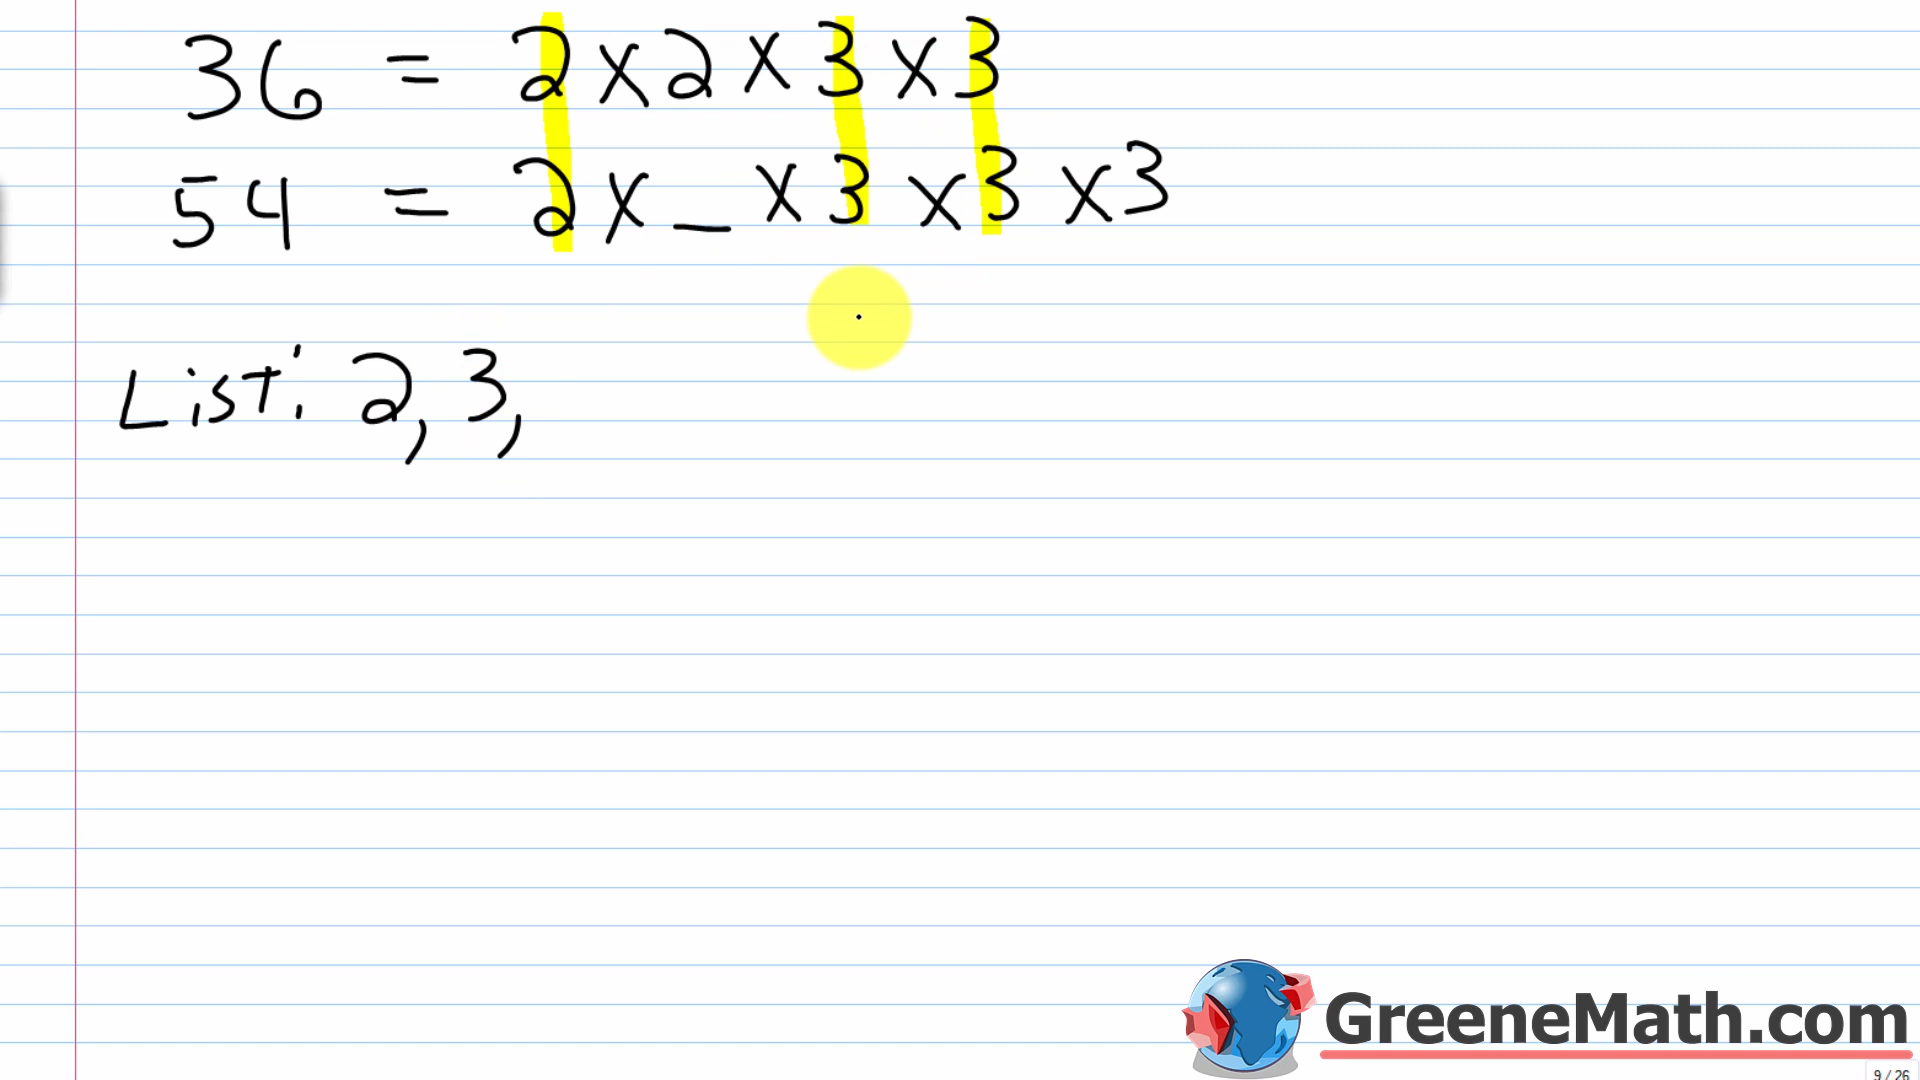 36 = 2 x 2 x 3 x 3
54 = 2 x _ x 3 x 3 x 3
List: 2, 3,
GreeneMath.com
9 / 26